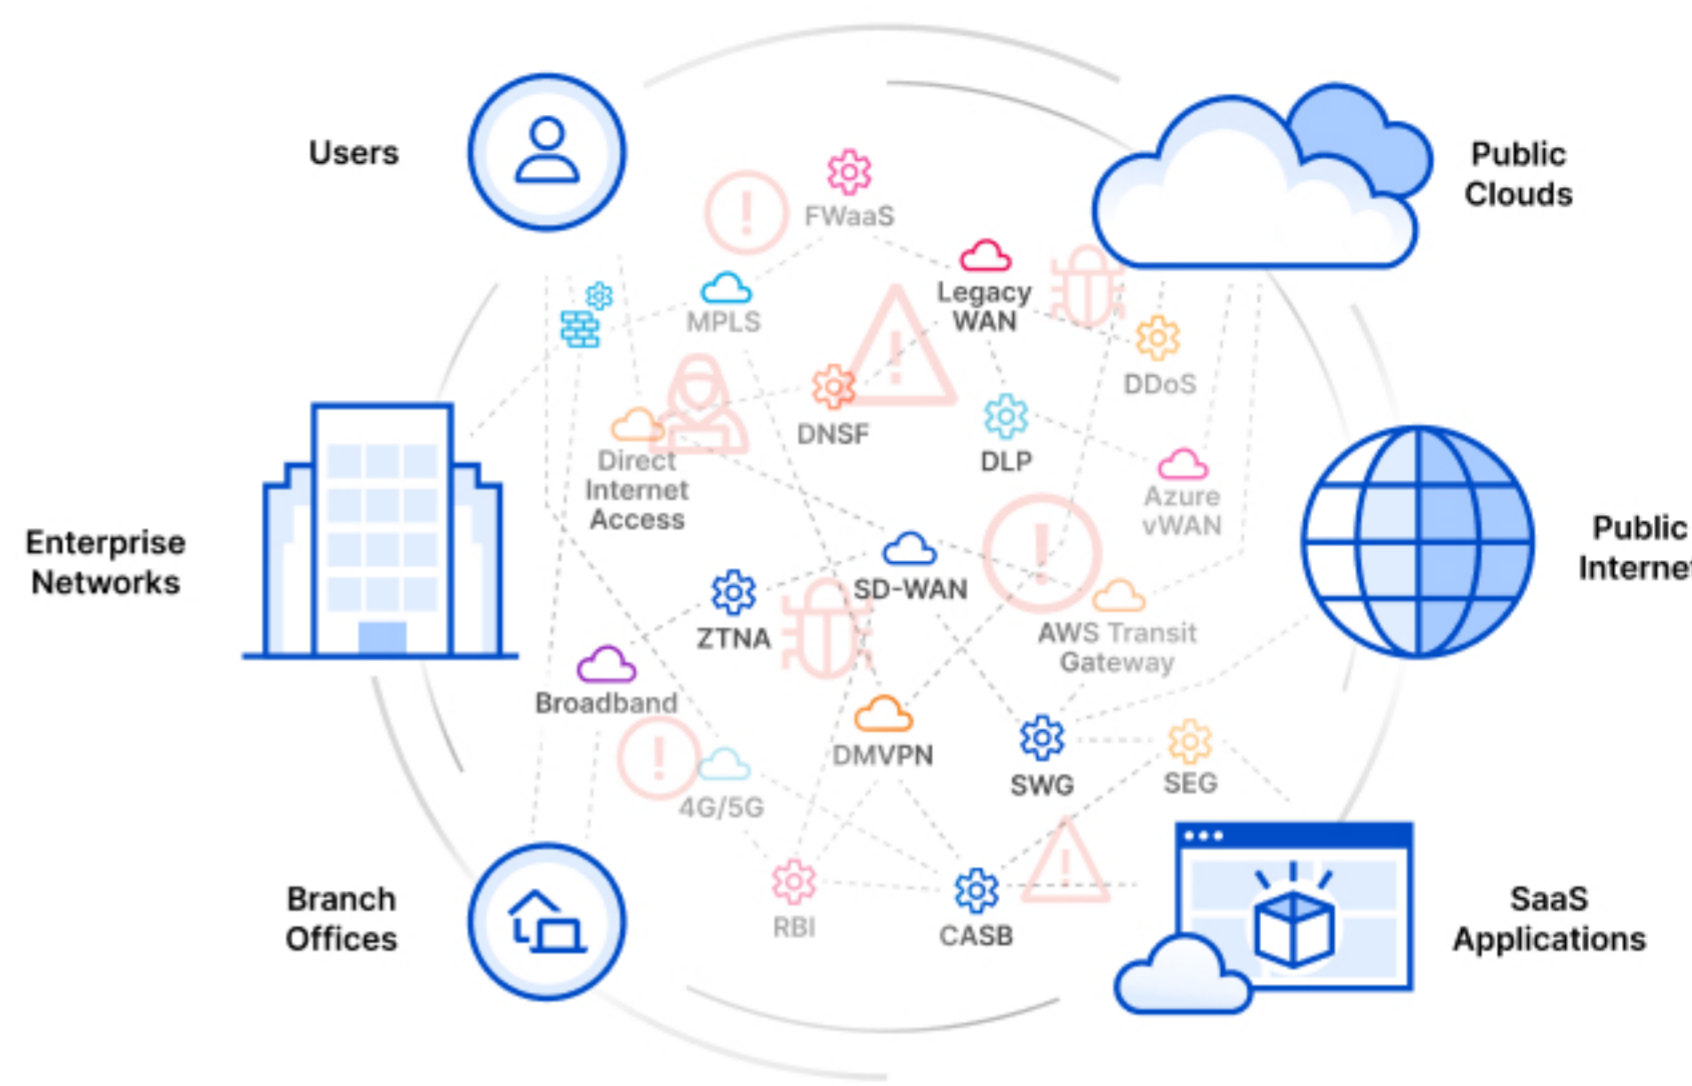 Users
Public
Clouds
FWaaS
Legacy
WAN
MPLS
DDoS
DNSF
DLP
Direct
Internet
Access
Azure
vWAN
Enterprise
Networks
Public
SD-WAN
ZTNA
AWS Transit
Gateway
Broadband
DMVPN
SWG
SEG
4G/5G
Branch
Offices
RBI
CASB
SaaS
Applications